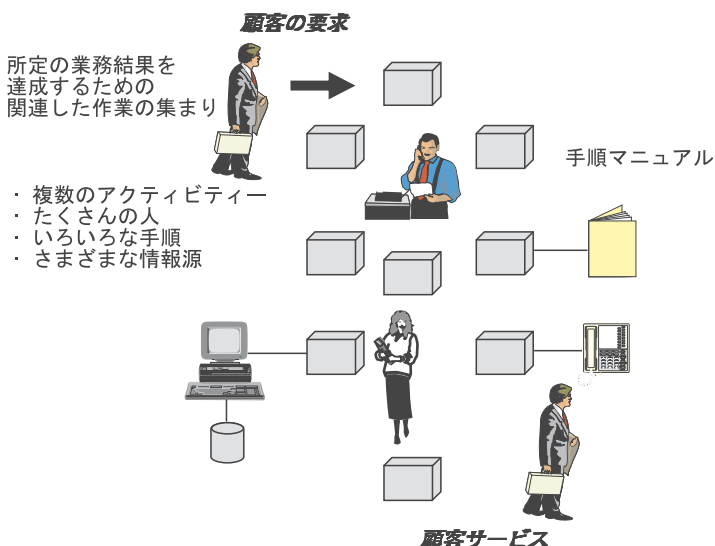 顧客の要求
所定の業務結果を
達成するための
関連した作業の集まり
手順マニュアル
・ 複数のアクティビティー
・ たくさんの人
・ いろいろな手順
・ さまざまな情報源
顧客サービス